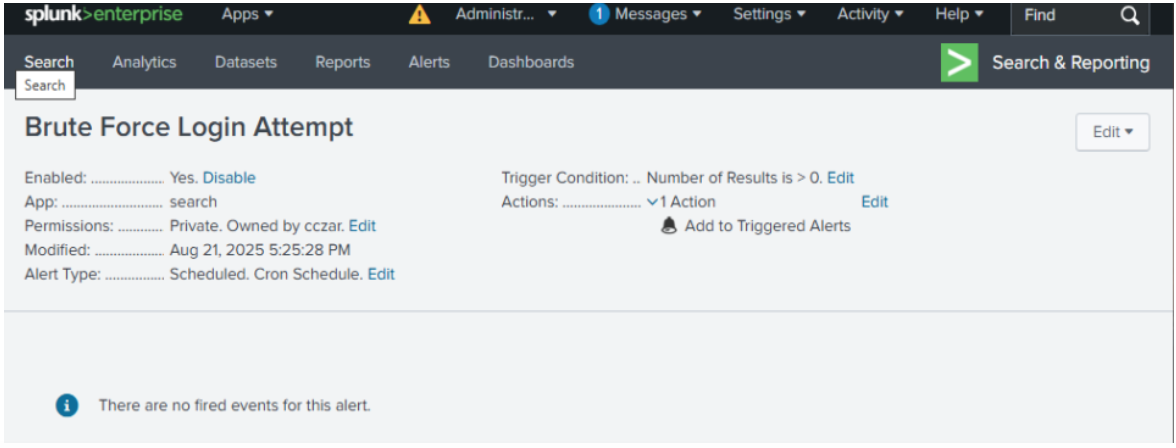 splunk>enterprise Apps ▾ Administr... ▾ 1 Messages ▾ Settings ▾ Activity ▾ Help ▾ Find
Search Analytics Datasets Reports Alerts Dashboards > Search & Reporting
Search
Brute Force Login Attempt
Edit ▾
Enabled: .................... Yes. Disable
App: ............................ search
Permissions: ............ Private. Owned by cczar. Edit
Modified: ................... Aug 21, 2025 5:25:28 PM
Alert Type: ................ Scheduled. Cron Schedule. Edit
Trigger Condition: .. Number of Results is > 0. Edit
Actions: ...................... 1 Action Edit
Add to Triggered Alerts
There are no fired events for this alert.